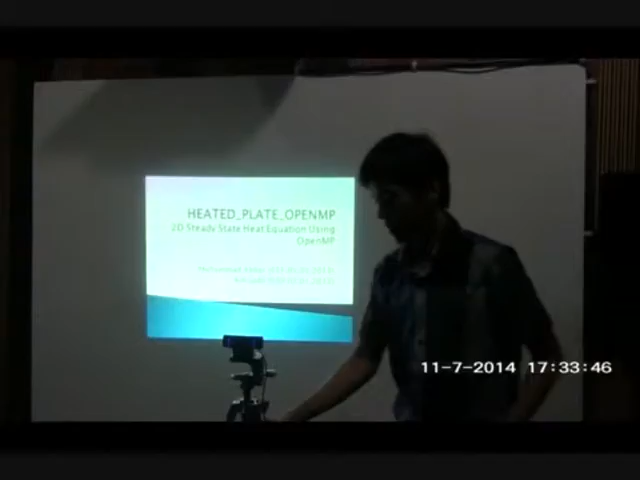 HEATED_PLATE_OPENMP
2D Steady State Heat Equation Using
OpenMP
11-7-2014 17:33:46